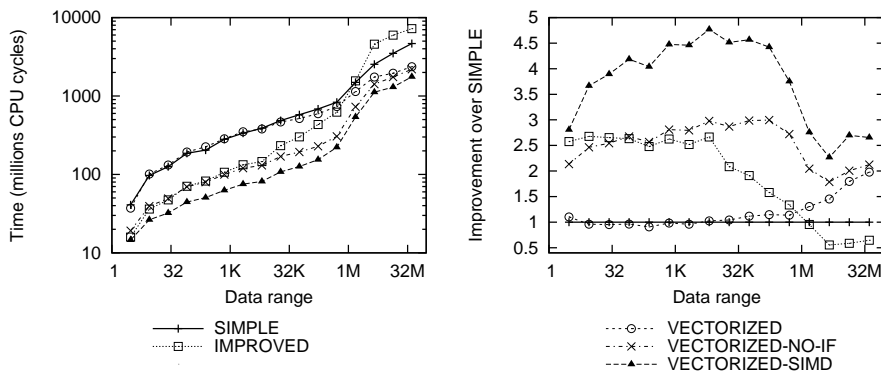 Time (millions CPU cycles)
10000
1000
100
10
1
32
1K
32K
1M
32M
Data range
SIMPLE
IMPROVED
Improvement over SIMPLE
5
4.5
4
3.5
3
2.5
2
1.5
1
0.5
1
32
1K
32K
1M
32M
Data range
VECTORIZED
VECTORIZED-NO-IF
VECTORIZED-SIMD